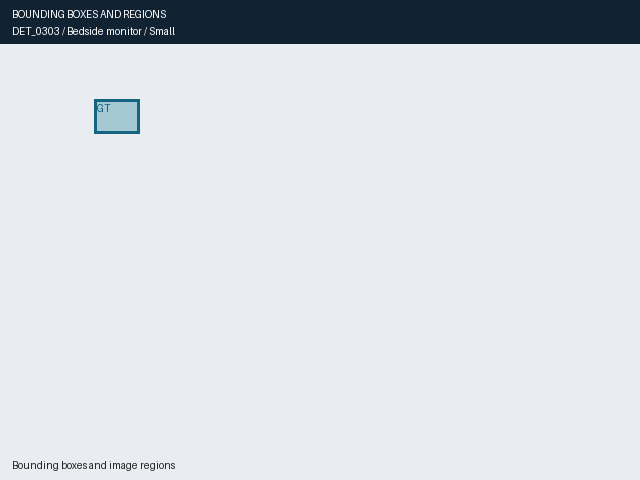 BOUNDING BOXES AND REGIONS
DET_0303 / Bedside monitor / Small
GT
Bounding boxes and image regions